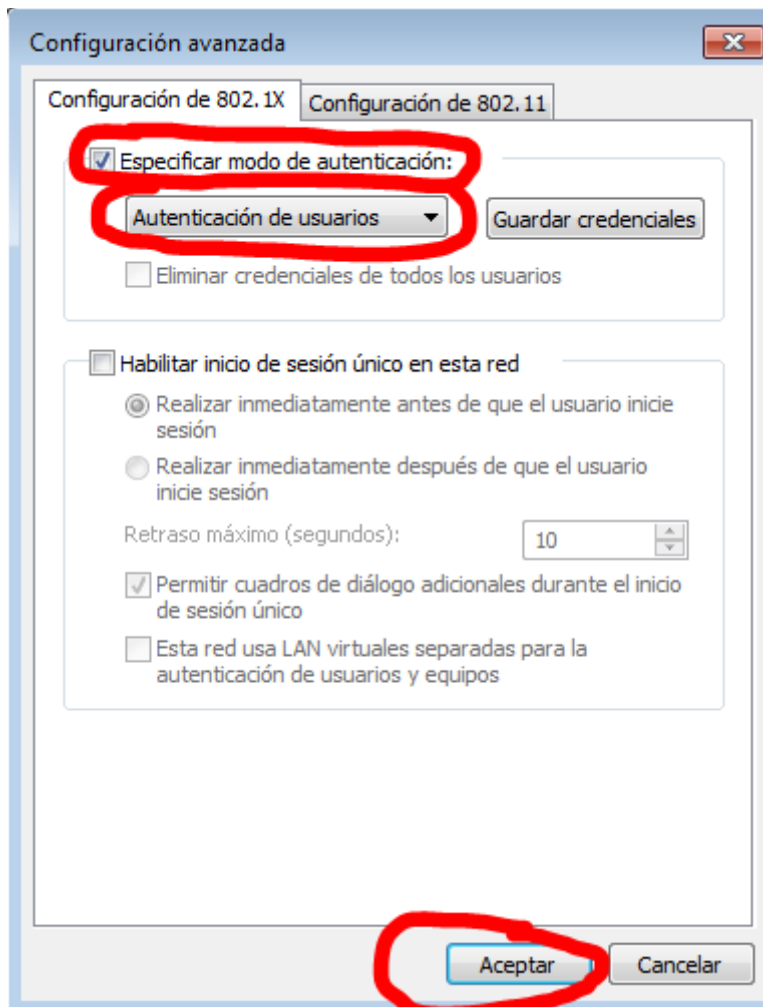 Configuración avanzada
Configuración de 802.1X
Configuración de 802.11
Especificar modo de autenticación:
Autenticación de usuarios
Guardar credenciales
Eliminar credenciales de todos los usuarios
Habilitar inicio de sesión único en esta red
Realizar inmediatamente antes de que el usuario inicie
sesión
Realizar inmediatamente después de que el usuario
inicie sesión
Retraso máximo (segundos):
10
Permitir cuadros de diálogo adicionales durante el inicio
de sesión único
Esta red usa LAN virtuales separadas para la
autenticación de usuarios y equipos
Aceptar
Cancelar